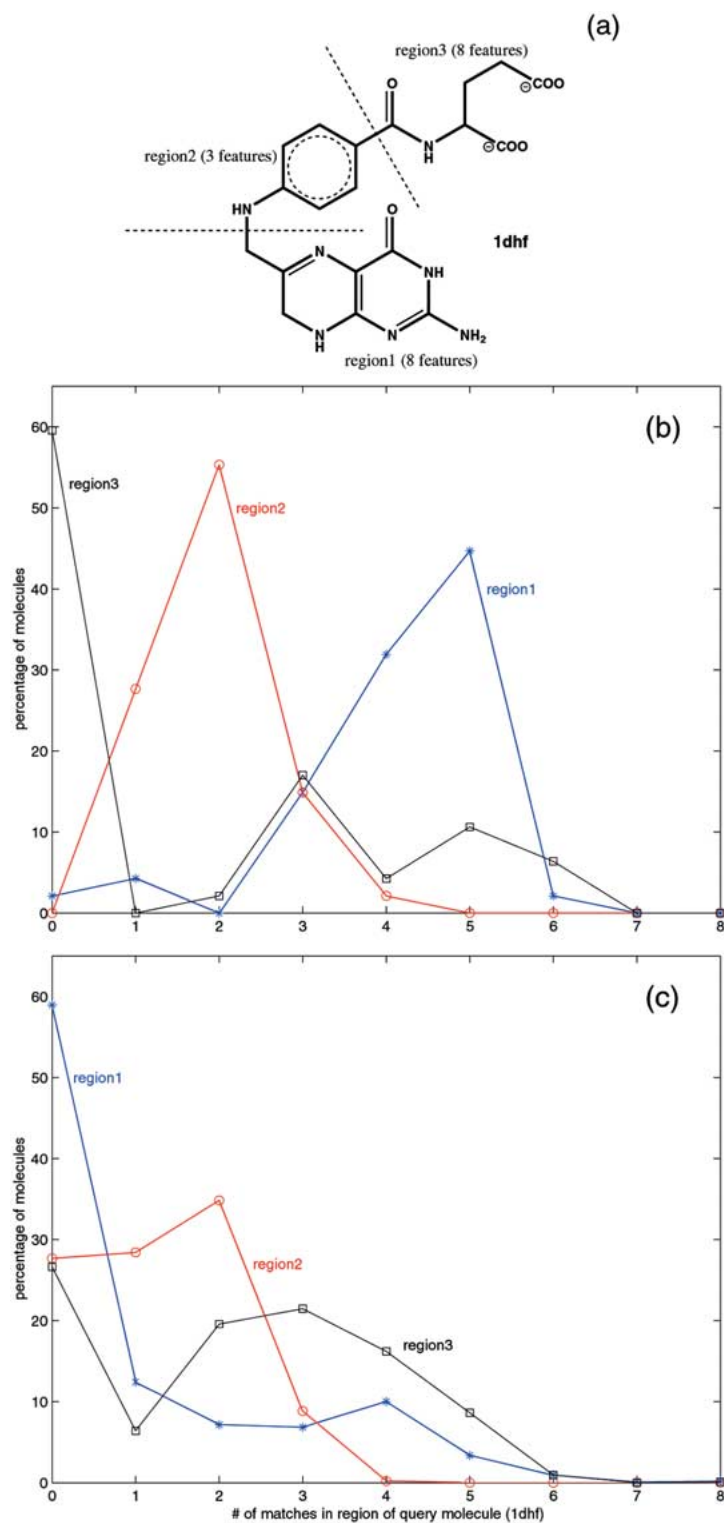 (a)
region3 (8 features)
O
⊖COO
N
H
⊖COO
region2 (3 features)
HN
O
1dhf
N
NH
N
H
N
NH2
region1 (8 features)
(b)
60
50
40
30
20
10
0
percentage of molecules
region3
region2
region1
0 1 2 3 4 5 6 7 8
(c)
60
50
40
30
20
10
0
percentage of molecules
region1
region2
region3
0 1 2 3 4 5 6 7 8
# of matches in region of query molecule (1dhf)